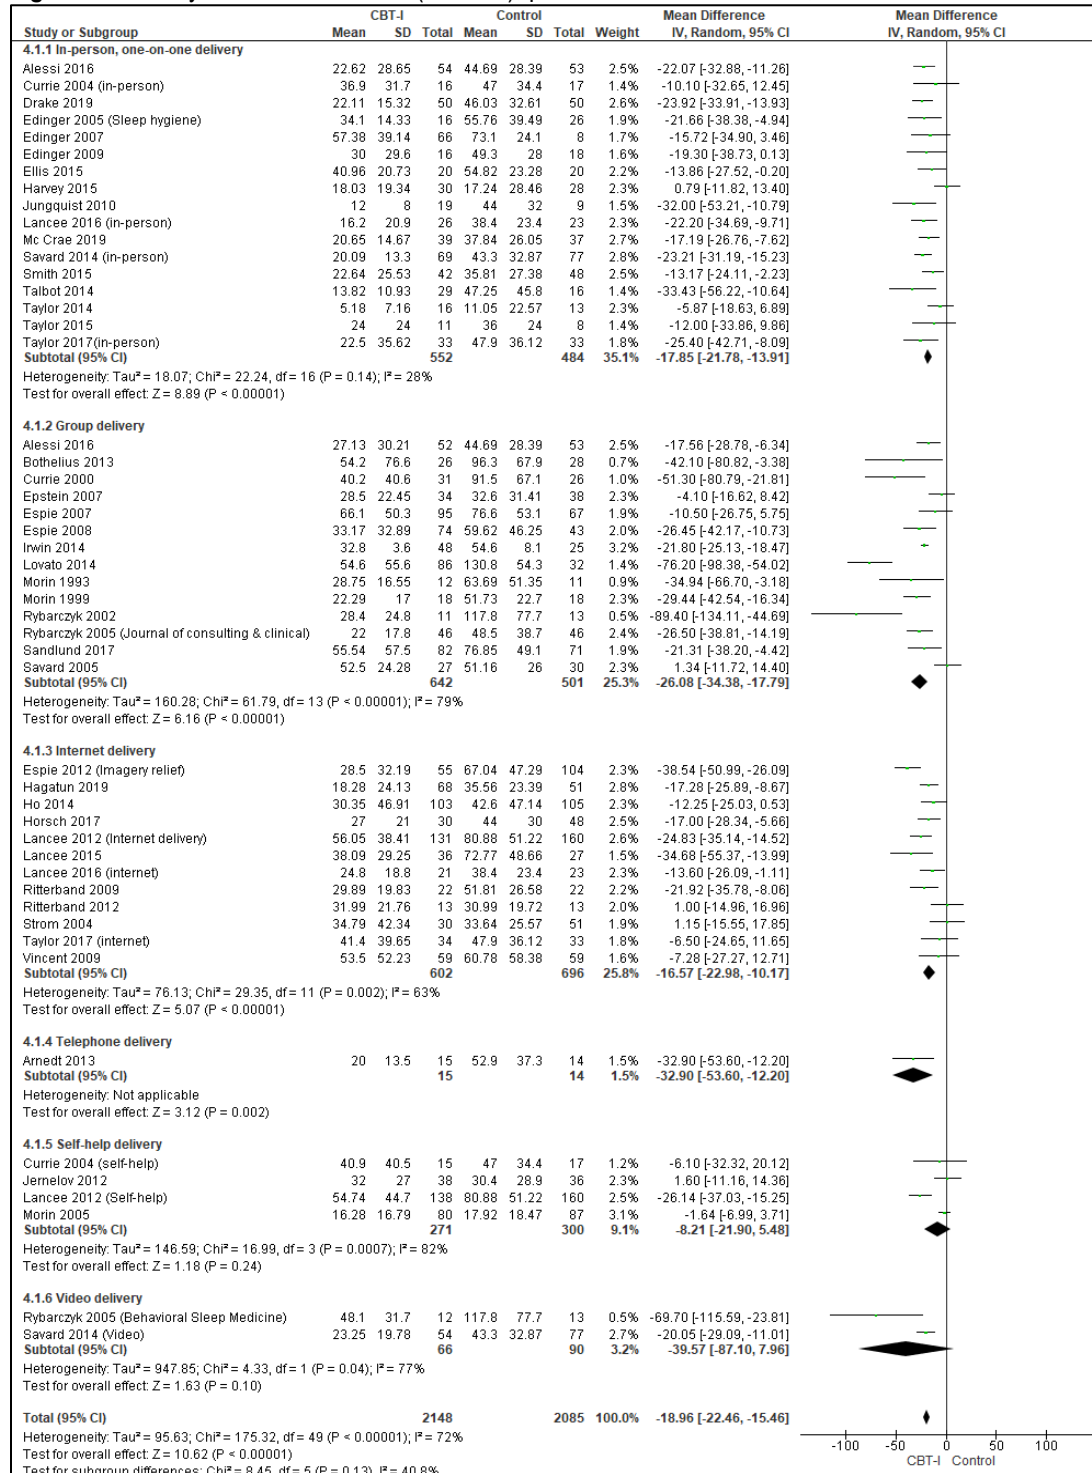 CBT-I Control Mean Difference Mean Difference
Study or Subgroup Mean SD Total Mean SD Total Weight IV, Random, 95% CI IV, Random, 95% CI
4.1.1 In-person, one-on-one delivery
Alessi 2016 22.62 28.65 54 44.69 28.39 53 2.5% -22.07 [-32.88, -11.26]
Currie 2004 (in-person) 36.9 31.7 16 47 34.4 17 1.4% -10.10 [-32.65, 12.45]
Drake 2019 22.11 15.32 50 46.03 32.61 50 2.6% -23.92 [-33.91, -13.93]
Edinger 2005 (Sleep hygiene) 34.1 14.33 16 55.76 39.49 26 1.9% -21.66 [-38.38, -4.94]
Edinger 2007 57.38 39.14 66 73.1 24.1 8 1.7% -15.72 [-34.90, 3.46]
Edinger 2009 30 29.6 16 49.3 28 18 1.6% -19.30 [-38.73, 0.13]
Ellis 2015 40.96 20.73 20 54.82 23.28 20 2.2% -13.86 [-27.52, -0.20]
Harvey 2015 18.03 19.34 30 17.24 28.46 28 2.3% 0.79 [-11.82, 13.40]
Jungquist 2010 12 8 19 44 32 9 1.5% -32.00 [-53.21, -10.79]
Lancee 2016 (in-person) 16.2 20.9 26 38.4 23.4 23 2.3% -22.20 [-34.69, -9.71]
Mc Crae 2019 20.65 14.67 39 37.84 26.05 37 2.7% -17.19 [-26.76, -7.62]
Savard 2014 (in-person) 20.09 13.3 69 43.3 32.87 77 2.8% -23.21 [-31.19, -15.23]
Smith 2015 22.64 25.53 42 35.81 27.38 48 2.5% -13.17 [-24.11, -2.23]
Talbot 2014 13.82 10.93 29 47.25 45.8 16 1.4% -33.43 [-56.22, -10.64]
Taylor 2014 5.18 7.16 16 11.05 22.57 13 2.3% -5.87 [-18.63, 6.89]
Taylor 2015 24 24 11 36 24 8 1.4% -12.00 [-33.86, 9.86]
Taylor 2017(in-person) 22.5 35.62 33 47.9 36.12 33 1.8% -25.40 [-42.71, -8.09]
Subtotal (95% CI) 552 484 35.1% -17.85 [-21.78, -13.91]
Heterogeneity: Tau² = 18.07; Chi² = 22.24, df = 16 (P = 0.14); I² = 28%
Test for overall effect: Z = 8.89 (P < 0.00001)
4.1.2 Group delivery
Alessi 2016 27.13 30.21 52 44.69 28.39 53 2.5% -17.56 [-28.78, -6.34]
Bothelius 2013 54.2 76.6 26 96.3 67.9 28 0.7% -42.10 [-80.82, -3.38]
Currie 2000 40.2 40.6 31 91.5 67.1 26 1.0% -51.30 [-80.79, -21.81]
Epstein 2007 28.5 22.45 34 32.6 31.41 38 2.3% -4.10 [-16.62, 8.42]
Espie 2007 66.1 50.3 95 76.6 53.1 67 1.9% -10.50 [-26.75, 5.75]
Espie 2008 33.17 32.89 74 59.62 46.25 43 2.0% -26.45 [-42.17, -10.73]
Irwin 2014 32.8 3.6 48 54.6 8.1 25 3.2% -21.80 [-25.13, -18.47]
Lovato 2014 54.6 55.6 86 130.8 54.3 32 1.4% -76.20 [-98.38, -54.02]
Morin 1993 28.75 16.55 12 63.69 51.35 11 0.9% -34.94 [-66.70, -3.18]
Morin 1999 22.29 17 18 51.73 22.7 18 2.2% -29.44 [-42.54, -16.34]
Rybarczyk 2002 28.4 24.8 11 117.8 77.7 13 0.5% -89.40 [-134.11, -44.69]
Rybarczyk 2005 (Journal of consulting & clinical) 22 17.8 46 48.5 38.7 46 2.4% -26.50 [-38.81, -14.19]
Sandlund 2017 55.54 57.5 82 76.85 49.1 71 1.9% -21.31 [-38.20, -4.42]
Savard 2005 52.5 24.28 27 51.16 26 30 2.3% 1.34 [-11.72, 14.40]
Subtotal (95% CI) 642 501 25.3% -26.08 [-34.38, -17.79]
Heterogeneity: Tau² = 160.28; Chi² = 61.79, df = 13 (P < 0.00001); I² = 79%
Test for overall effect: Z = 6.16 (P < 0.00001)
4.1.3 Internet delivery
Espie 2012 (Imagery relief) 28.5 32.19 55 67.04 47.29 104 2.3% -38.54 [-50.99, -26.09]
Hagatun 2019 18.28 24.13 68 35.56 23.39 51 2.8% -17.28 [-25.89, -8.67]
Ho 2014 30.35 46.91 103 42.6 47.14 105 2.3% -12.25 [-25.03, 0.53]
Horsch 2017 27 21 30 44 30 48 2.5% -17.00 [-28.34, -5.66]
Lancee 2012 (Internet delivery) 56.05 38.41 131 80.88 51.22 160 2.6% -24.83 [-35.14, -14.52]
Lancee 2015 38.09 29.25 36 72.77 48.66 27 1.5% -34.68 [-55.37, -13.99]
Lancee 2016 (internet) 24.8 18.8 21 38.4 23.4 23 2.3% -13.60 [-26.09, -1.11]
Ritterband 2009 29.89 19.83 22 51.81 26.58 22 2.2% -21.92 [-35.78, -8.06]
Ritterband 2012 31.99 21.76 13 30.99 19.72 13 2.0% 1.00 [-14.96, 16.96]
Strom 2004 34.79 42.34 30 33.64 25.57 51 1.9% 1.15 [-15.55, 17.85]
Taylor 2017 (internet) 41.4 39.65 34 47.9 36.12 33 1.8% -6.50 [-24.65, 11.65]
Vincent 2009 53.5 52.23 59 60.78 58.38 59 1.6% -7.28 [-27.27, 12.71]
Subtotal (95% CI) 602 696 25.8% -16.57 [-22.98, -10.17]
Heterogeneity: Tau² = 76.13; Chi² = 29.35, df = 11 (P = 0.002); I² = 63%
Test for overall effect: Z = 5.07 (P < 0.00001)
4.1.4 Telephone delivery
Arnedt 2013 20 13.5 15 52.9 37.3 14 1.5% -32.90 [-53.60, -12.20]
Subtotal (95% CI) 15 14 1.5% -32.90 [-53.60, -12.20]
Heterogeneity: Not applicable
Test for overall effect: Z = 3.12 (P = 0.002)
4.1.5 Self-help delivery
Currie 2004 (self-help) 40.9 40.5 15 47 34.4 17 1.2% -6.10 [-32.32, 20.12]
Jernelov 2012 32 27 38 30.4 28.9 36 2.3% 1.60 [-11.16, 14.36]
Lancee 2012 (Self-help) 54.74 44.7 138 80.88 51.22 160 2.5% -26.14 [-37.03, -15.25]
Morin 2005 16.28 16.79 80 17.92 18.47 87 3.1% -1.64 [-6.99, 3.71]
Subtotal (95% CI) 271 300 9.1% -8.21 [-21.90, 5.48]
Heterogeneity: Tau² = 146.59; Chi² = 16.99, df = 3 (P = 0.0007); I² = 82%
Test for overall effect: Z = 1.18 (P = 0.24)
4.1.6 Video delivery
Rybarczyk 2005 (Behavioral Sleep Medicine) 48.1 31.7 12 117.8 77.7 13 0.5% -69.70 [-115.59, -23.81]
Savard 2014 (Video) 23.25 19.78 54 43.3 32.87 77 2.7% -20.05 [-29.09, -11.01]
Subtotal (95% CI) 66 90 3.2% -39.57 [-87.10, 7.96]
Heterogeneity: Tau² = 947.85; Chi² = 4.33, df = 1 (P = 0.04); I² = 77%
Test for overall effect: Z = 1.63 (P = 0.10)
Total (95% CI) 2148 2085 100.0% -18.96 [-22.46, -15.46]
Heterogeneity: Tau² = 95.63; Chi² = 175.32, df = 49 (P < 0.00001); I² = 72%
Test for overall effect: Z = 10.62 (P < 0.00001)
Test for subgroup differences: Chi² = 8.45, df = 5 (P = 0.13), I² = 40.8%
-100 -50 0 50 100
CBT-I Control